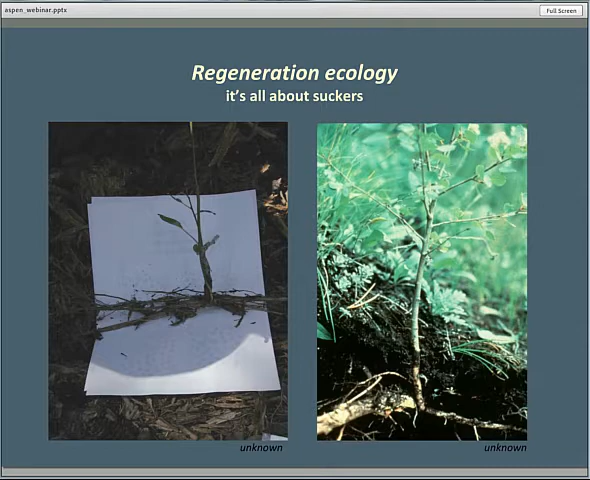 aspen_webinar.pptx
Full Screen
Regeneration ecology
it's all about suckers
unknown
unknown